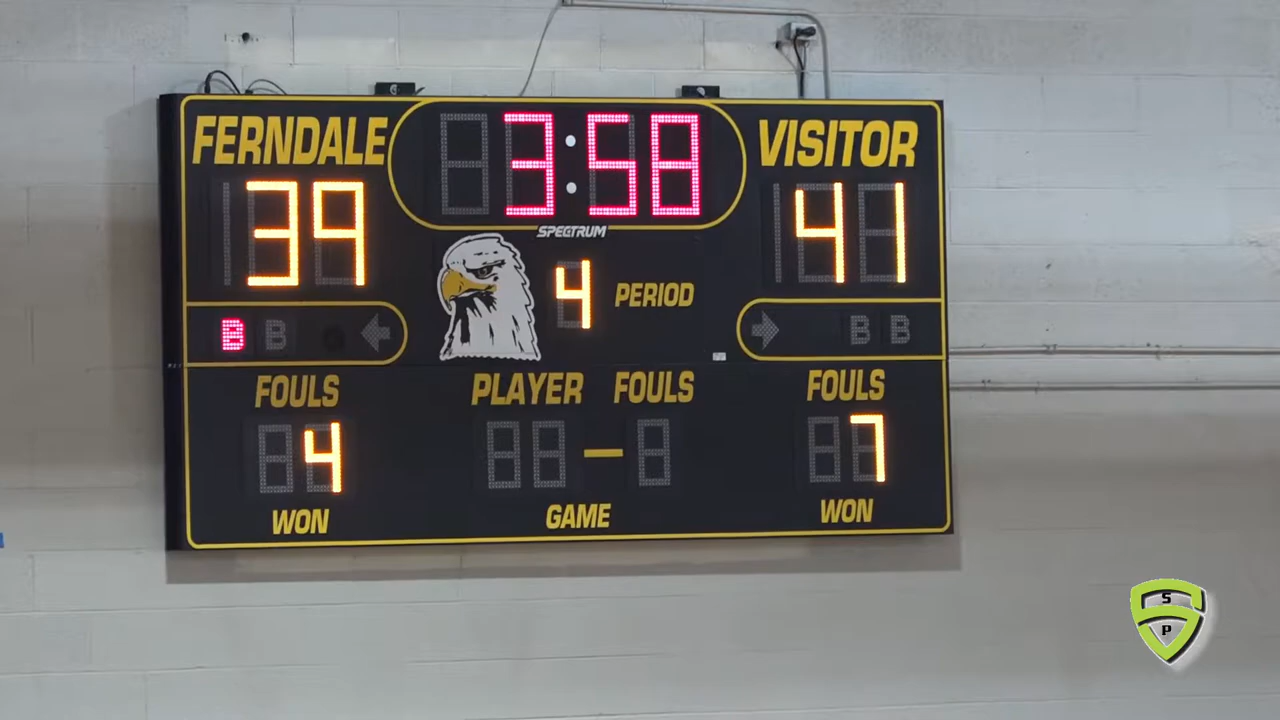 FERNDALE 3:58 VISITOR
39 41
SPECTRUM
4 PERIOD
B B B B
FOULS PLAYER FOULS FOULS
4 7
WON GAME WON
S
P